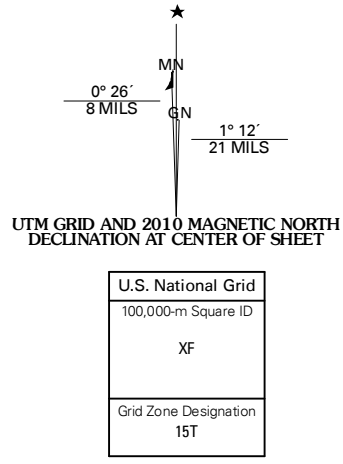 MN
0° 26´
8 MILS
GN
1° 12´
21 MILS
UTM GRID AND 2010 MAGNETIC NORTH
DECLINATION AT CENTER OF SHEET
U.S. National Grid
100,000-m Square ID
XF
Grid Zone Designation
15T